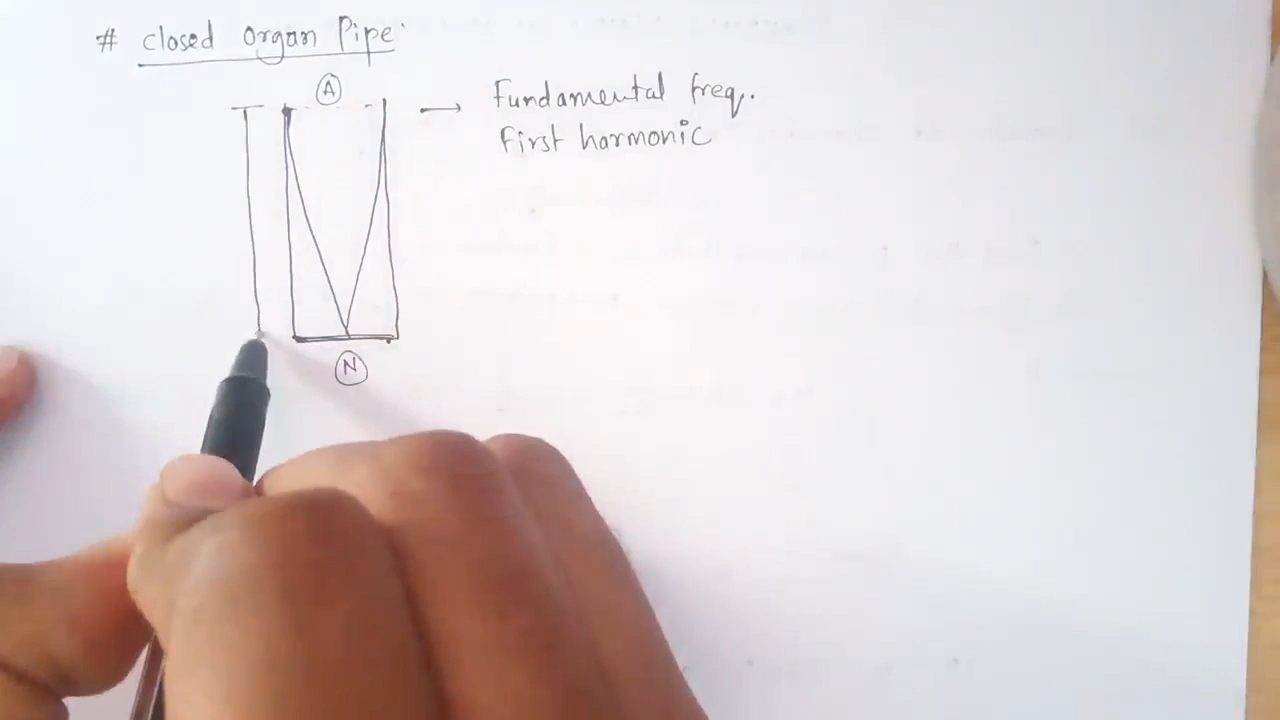 # closed organ Pipe
A
Fundamental freq.
First harmonic
N